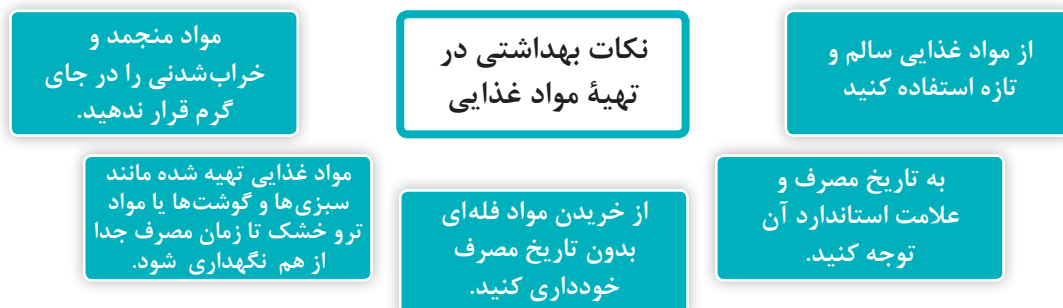 نکات بهداشتی در
تهیۀ مواد غذایی
از مواد غذایی سالم و
تازه استفاده کنید
به تاریخ مصرف و
علامت استاندارد آن
توجه کنید.
از خریدن مواد فله‌ای
بدون تاریخ مصرف
خودداری کنید.
مواد غذایی تهیه شده مانند
سبزی‌ها و گوشت‌ها یا مواد
ترو خشک تا زمان مصرف جدا
از هم نگهداری شود.
مواد منجمد و
خراب‌شدنی را در جای
گرم قرار ندهید.